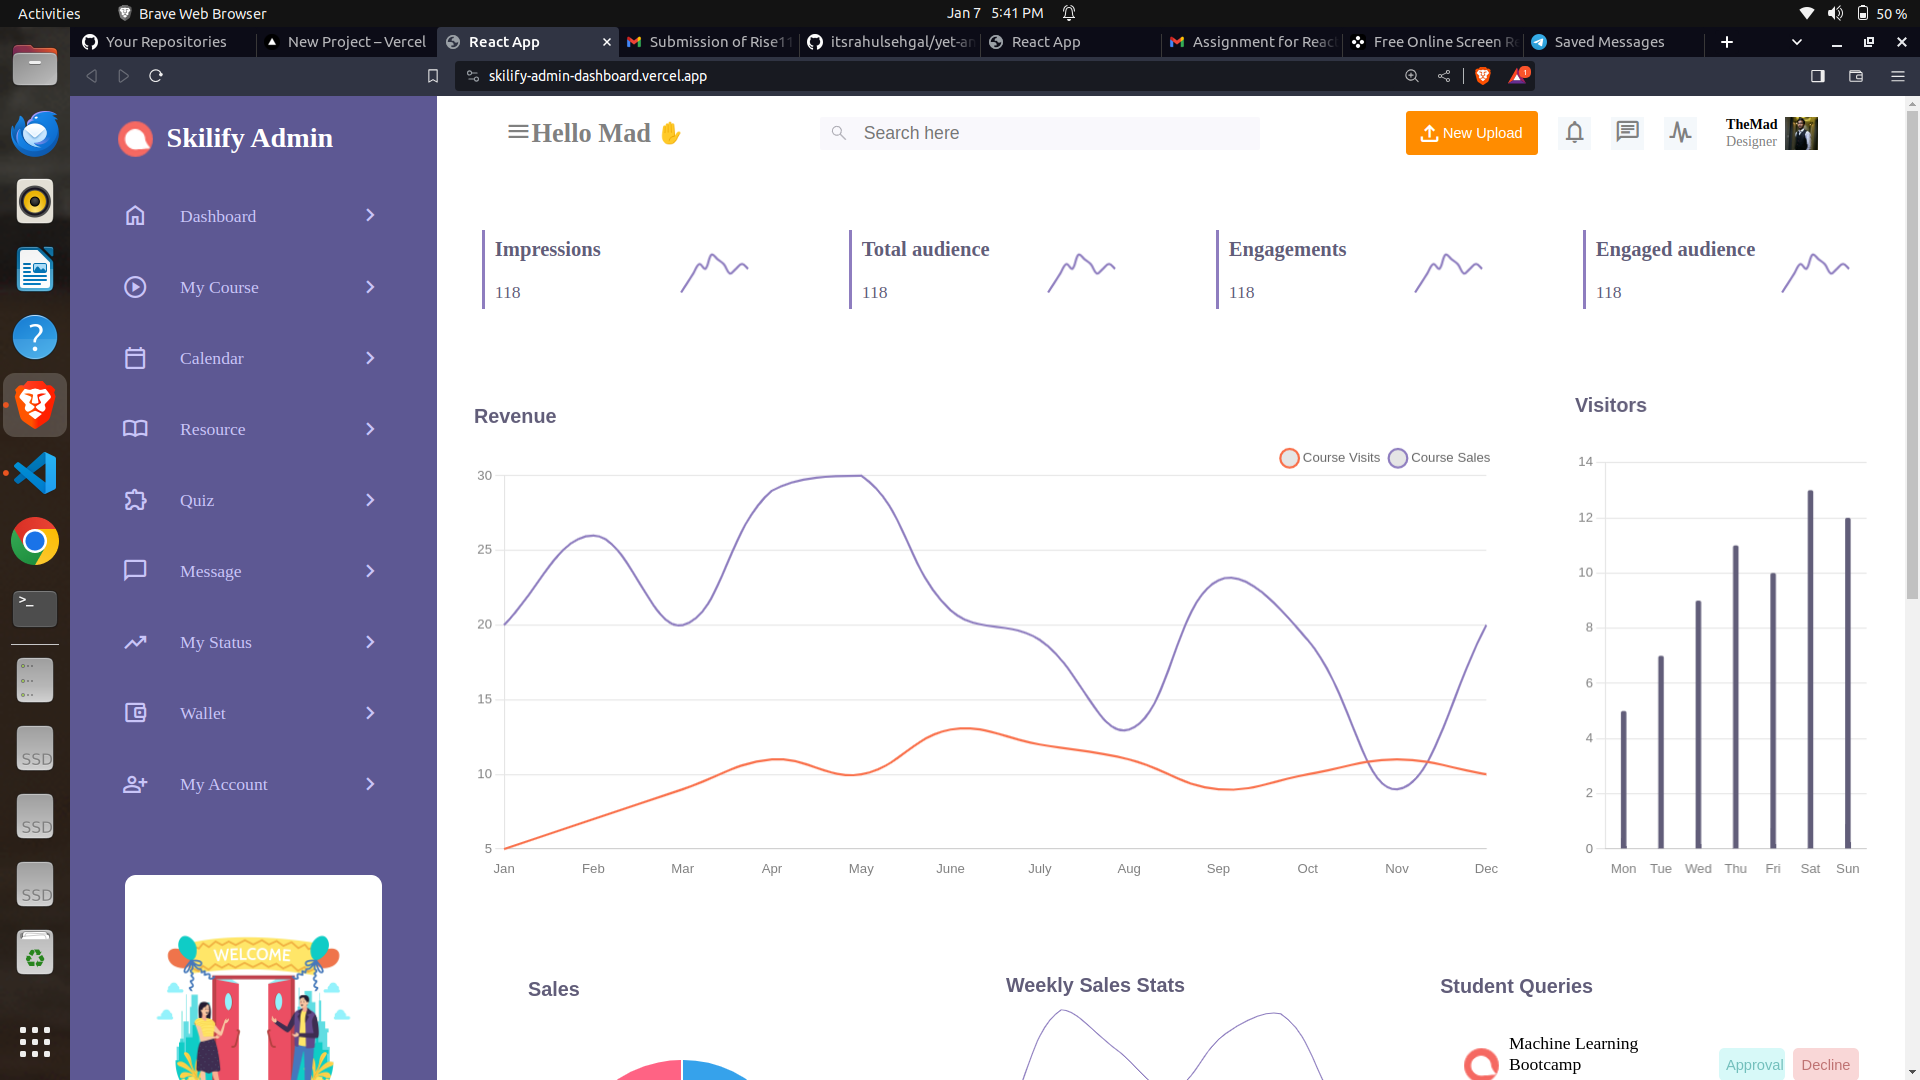 Activities
Brave Web Browser
Jan 7 5:41 PM
50 %
Your Repositories
New Project – Vercel
React App
Submission of Rise11
itsrahulsehgal/yet-an
React App
Assignment for React
Free Online Screen Re
Saved Messages
skilify-admin-dashboard.vercel.app
1
Skilify Admin
Dashboard
My Course
Calendar
Resource
Quiz
Message
My Status
Wallet
My Account
WELCOME
Hello Mad
Search here
New Upload
TheMad
Designer
Impressions
118
Total audience
118
Engagements
118
Engaged audience
118
Revenue
Course Visits
Course Sales
30
25
20
15
10
5
Jan Feb Mar Apr May June July Aug Sep Oct Nov Dec
Visitors
14
12
10
8
6
4
2
0
Mon Tue Wed Thu Fri Sat Sun
Sales
Weekly Sales Stats
Student Queries
Machine Learning
Bootcamp
Approval
Decline
>_
SSD
SSD
SSD